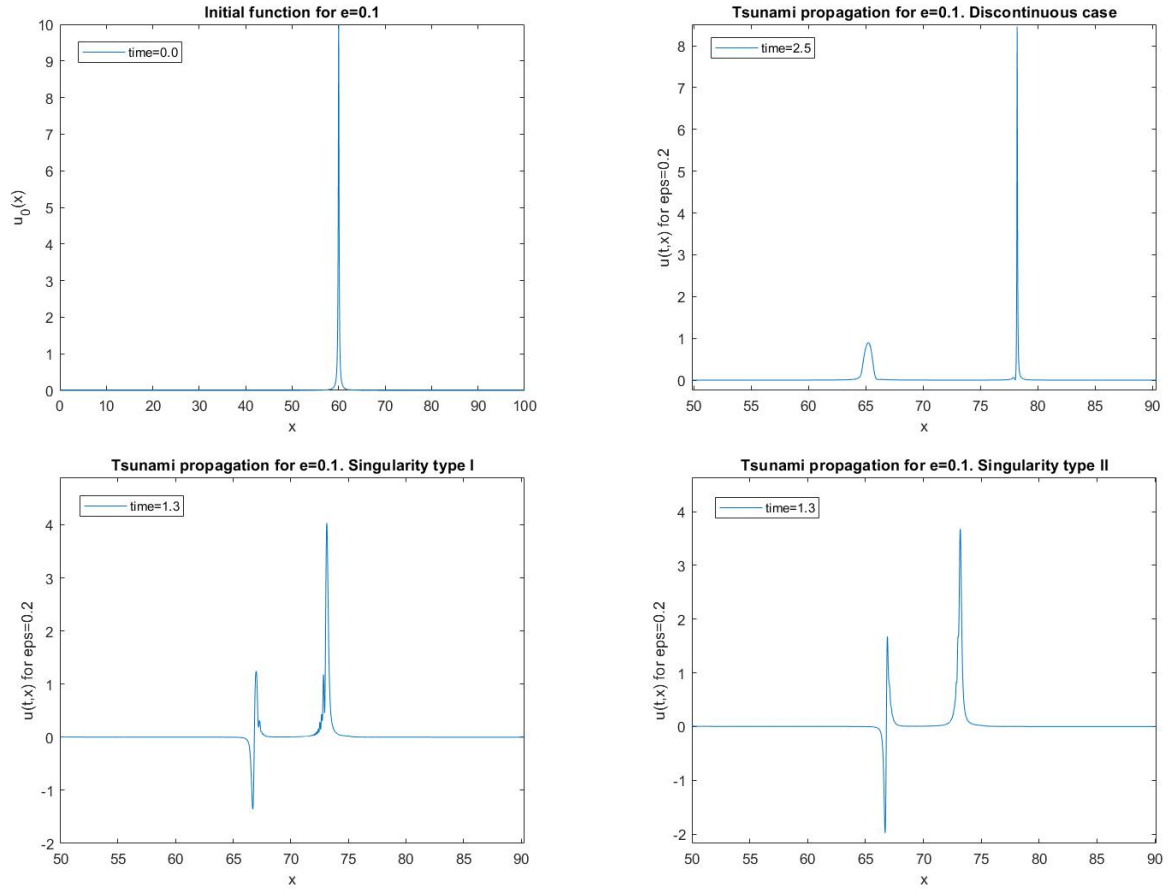 Initial function for e=0.1
time=0.0
u0(x)
10
9
8
7
6
5
4
3
2
1
0
0 10 20 30 40 50 60 70 80 90 100
x
Tsunami propagation for e=0.1. Discontinuous case
time=2.5
u(t,x) for eps=0.2
8
7
6
5
4
3
2
1
0
50 55 60 65 70 75 80 85 90
x
Tsunami propagation for e=0.1. Singularity type I
time=1.3
u(t,x) for eps=0.2
4
3
2
1
0
-1
-2
50 55 60 65 70 75 80 85 90
x
Tsunami propagation for e=0.1. Singularity type II
time=1.3
u(t,x) for eps=0.2
4
3
2
1
0
-1
-2
50 55 60 65 70 75 80 85 90
x